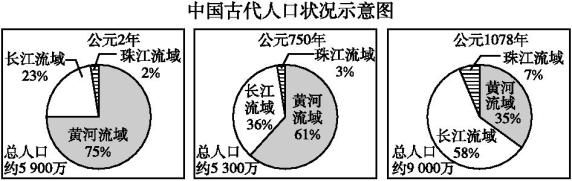 中国古代人口状况示意图
公元2年
长江流域
23%
珠江流域
2%
黄河流域
75%
总人口
约5 900万
公元750年
珠江流域
3%
长江
流域
36%
黄河
流域
61%
总人口
约5 300万
公元1078年
珠江流域
7%
黄河
流域
35%
长江流域
58%
总人口
约9 000万